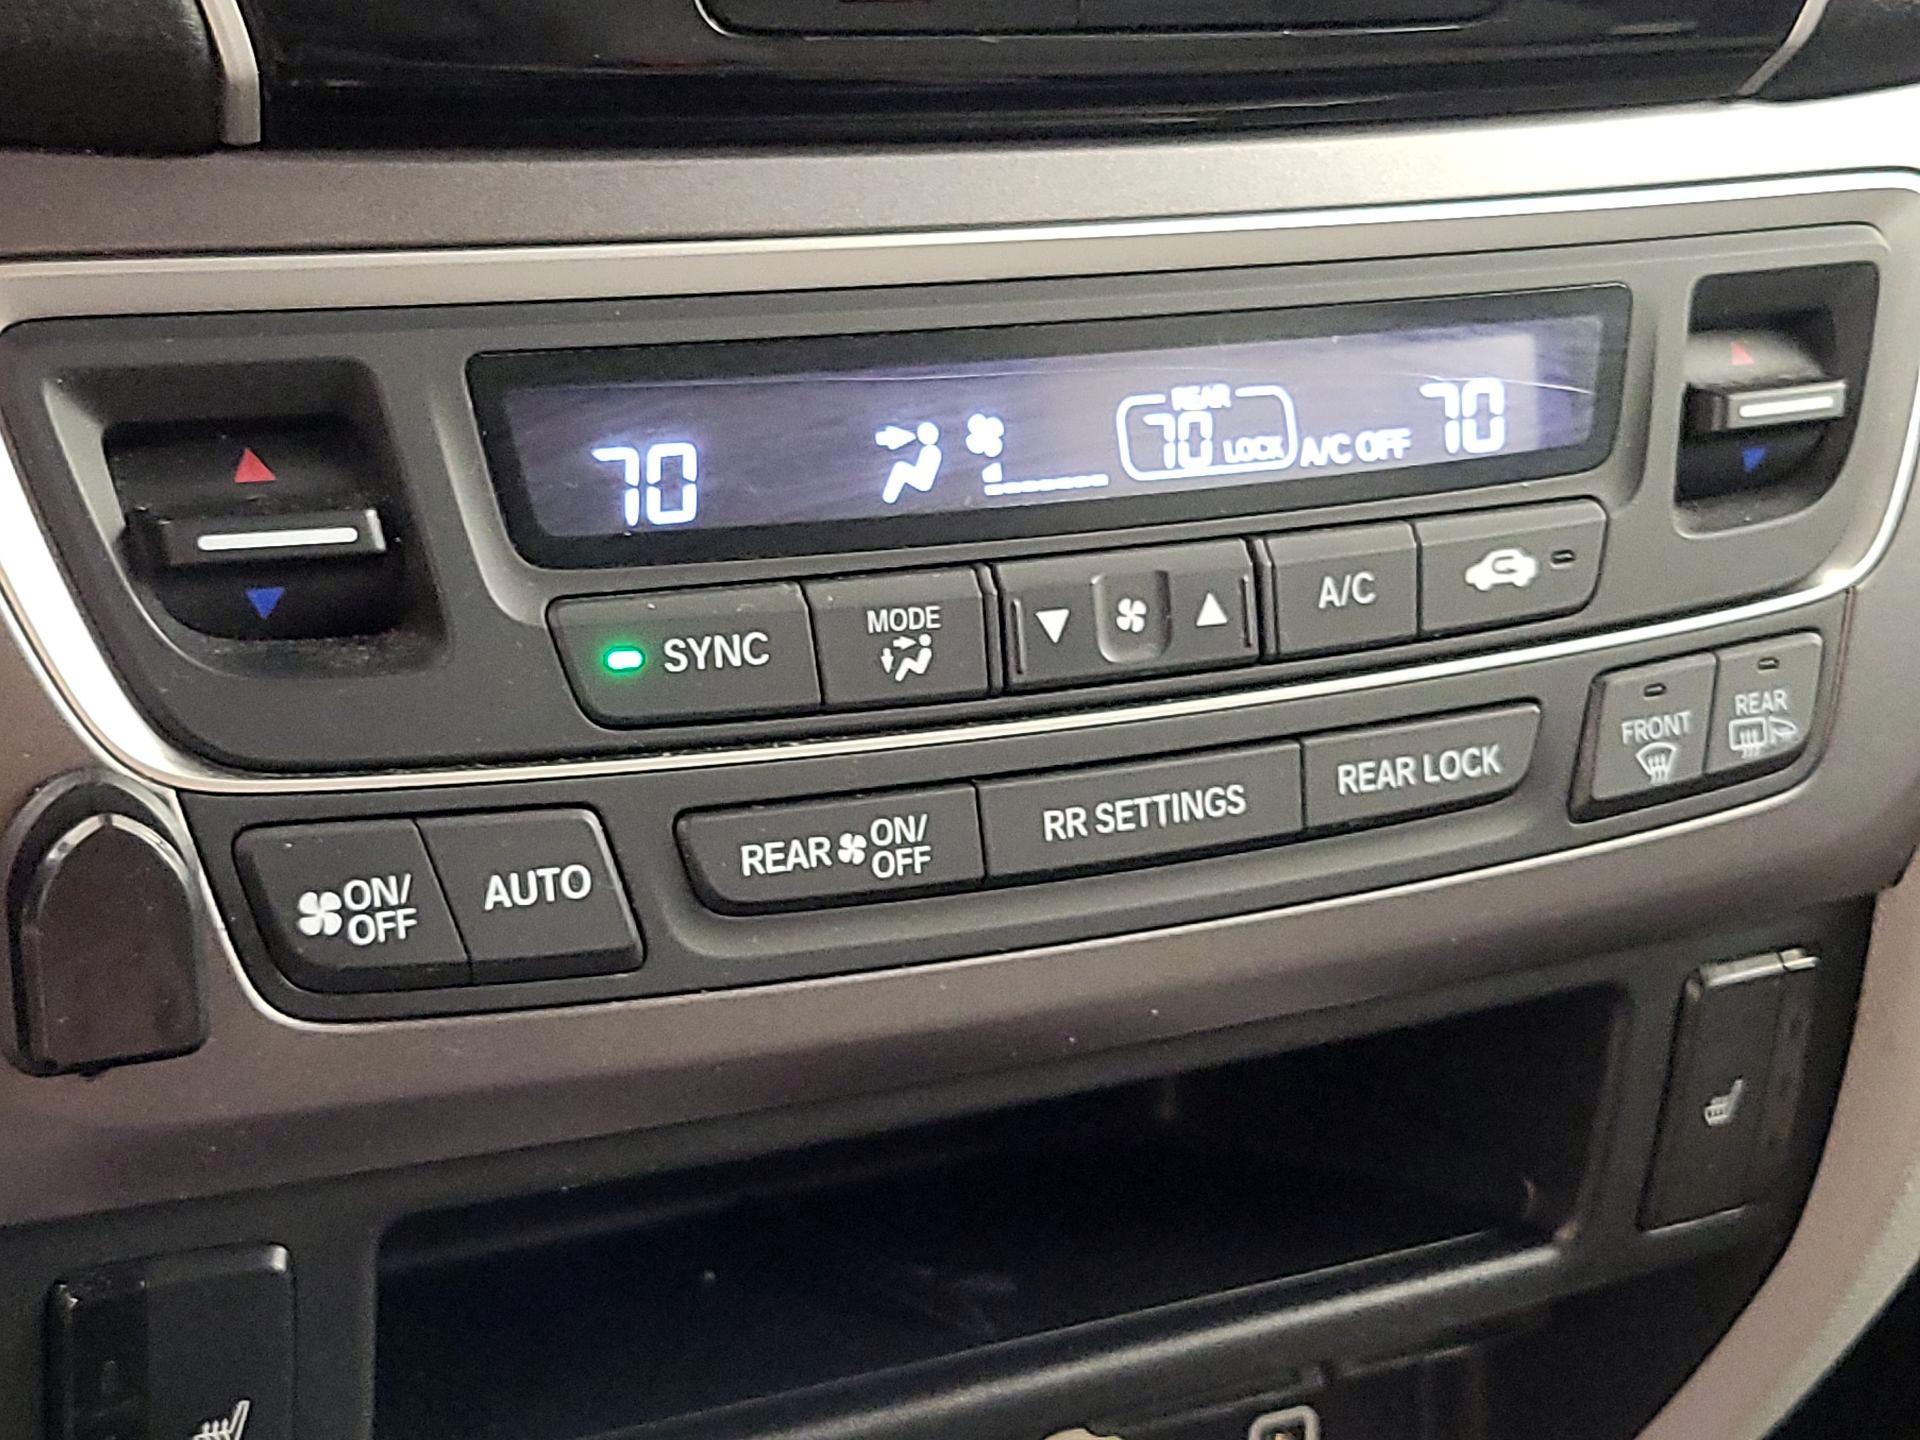 70
REAR
70 LOCK
A/C OFF
70
SYNC
MODE
A/C
FRONT
REAR
ON/
OFF
AUTO
REAR ON/
OFF
RR SETTINGS
REAR LOCK